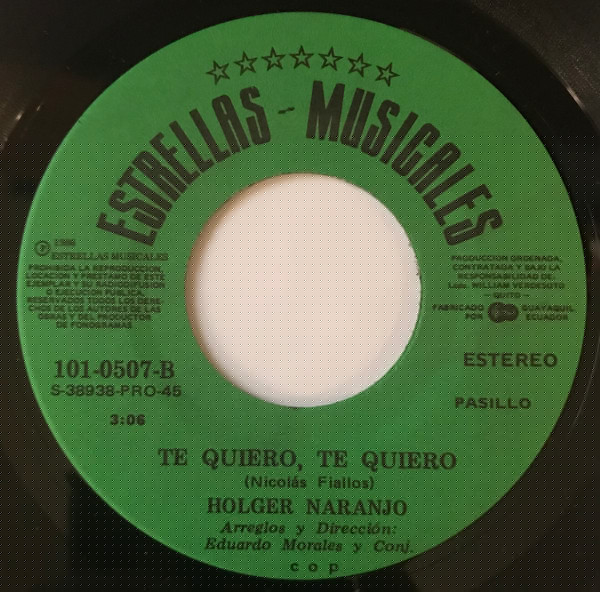 ESTRELLAS - MUSICALES
Ⓟ 1986
ESTRELLAS MUSICALES
PROHIBIDA LA REPRODUCCION,
LOCACION Y PRESTAMO DE ESTE
EJEMPLAR Y SU RADIODIFUSION
O EJECUCION PUBLICA,
RESERVADOS TODOS LOS DERE-
CHOS DE LOS AUTORES DE LAS
OBRAS Y DEL PRODUCTOR
DE FONOGRAMAS
PRODUCCION ORDENADA,
CONTRATADA Y BAJO LA
RESPONSABILIDAD DE:
Lcdo. WILLIAM VERDESOTO
— QUITO —
FABRICADO GUAYAQUIL
POR ECUADOR
101-0507-B
S-38938-PRO-45
3:06
ESTEREO
PASILLO
TE QUIERO, TE QUIERO
(Nicolás Fiallos)
HOLGER NARANJO
Arreglos y Dirección:
Eduardo Morales y Conj.
c o p